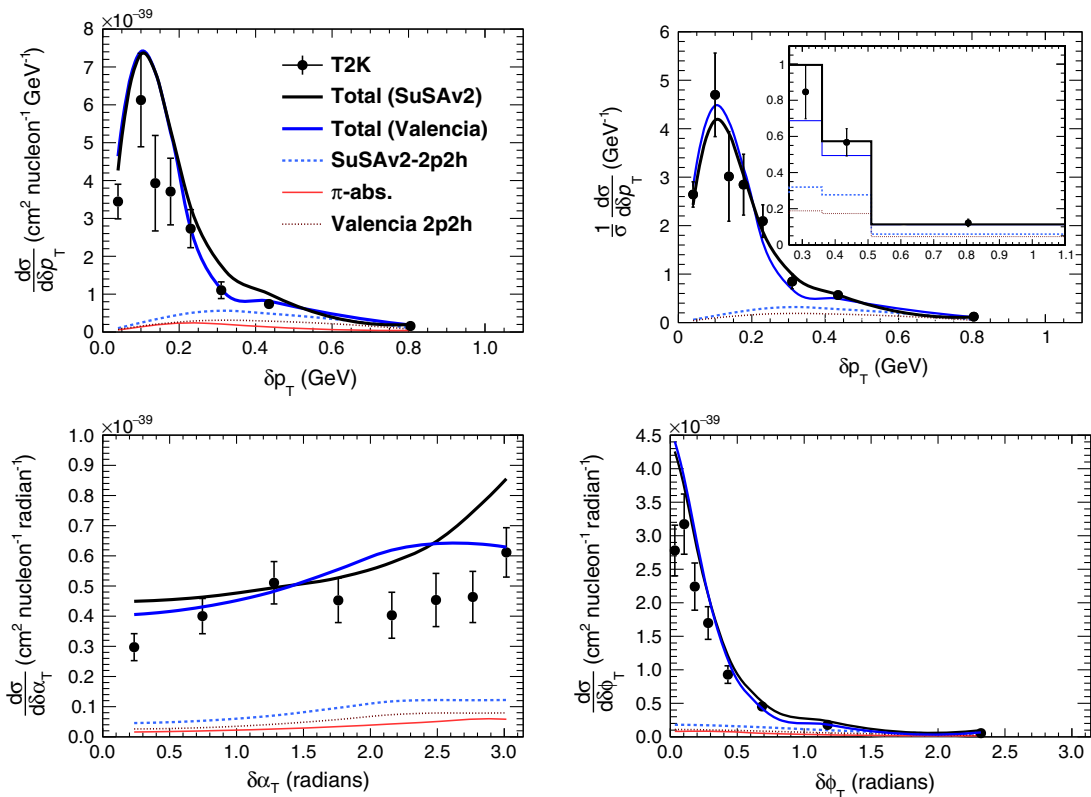 ×10⁻³⁹
dσ/dδp_T (cm² nucleon⁻¹ GeV⁻¹)
8
7
6
5
4
3
2
1
0
T2K
Total (SuSAv2)
Total (Valencia)
SuSAv2-2p2h
π-abs.
Valencia 2p2h
0.0 0.2 0.4 0.6 0.8 1.0
δp_T (GeV)
1/σ dσ/dδp_T (GeV⁻¹)
6
5
4
3
2
1
0
1
0.8
0.6
0.4
0.2
0
0.3 0.4 0.5 0.6 0.7 0.8 0.9 1 1.1
0.0 0.2 0.4 0.6 0.8 1.0
δp_T (GeV)
×10⁻³⁹
dσ/dδα_T (cm² nucleon⁻¹ radian⁻¹)
1.0
0.9
0.8
0.7
0.6
0.5
0.4
0.3
0.2
0.1
0.0
0.0 0.5 1.0 1.5 2.0 2.5 3.0
δα_T (radians)
×10⁻³⁹
dσ/dδϕ_T (cm² nucleon⁻¹ radian⁻¹)
4.5
4.0
3.5
3.0
2.5
2.0
1.5
1.0
0.5
0.0
0.0 0.5 1.0 1.5 2.0 2.5 3.0
δϕ_T (radians)